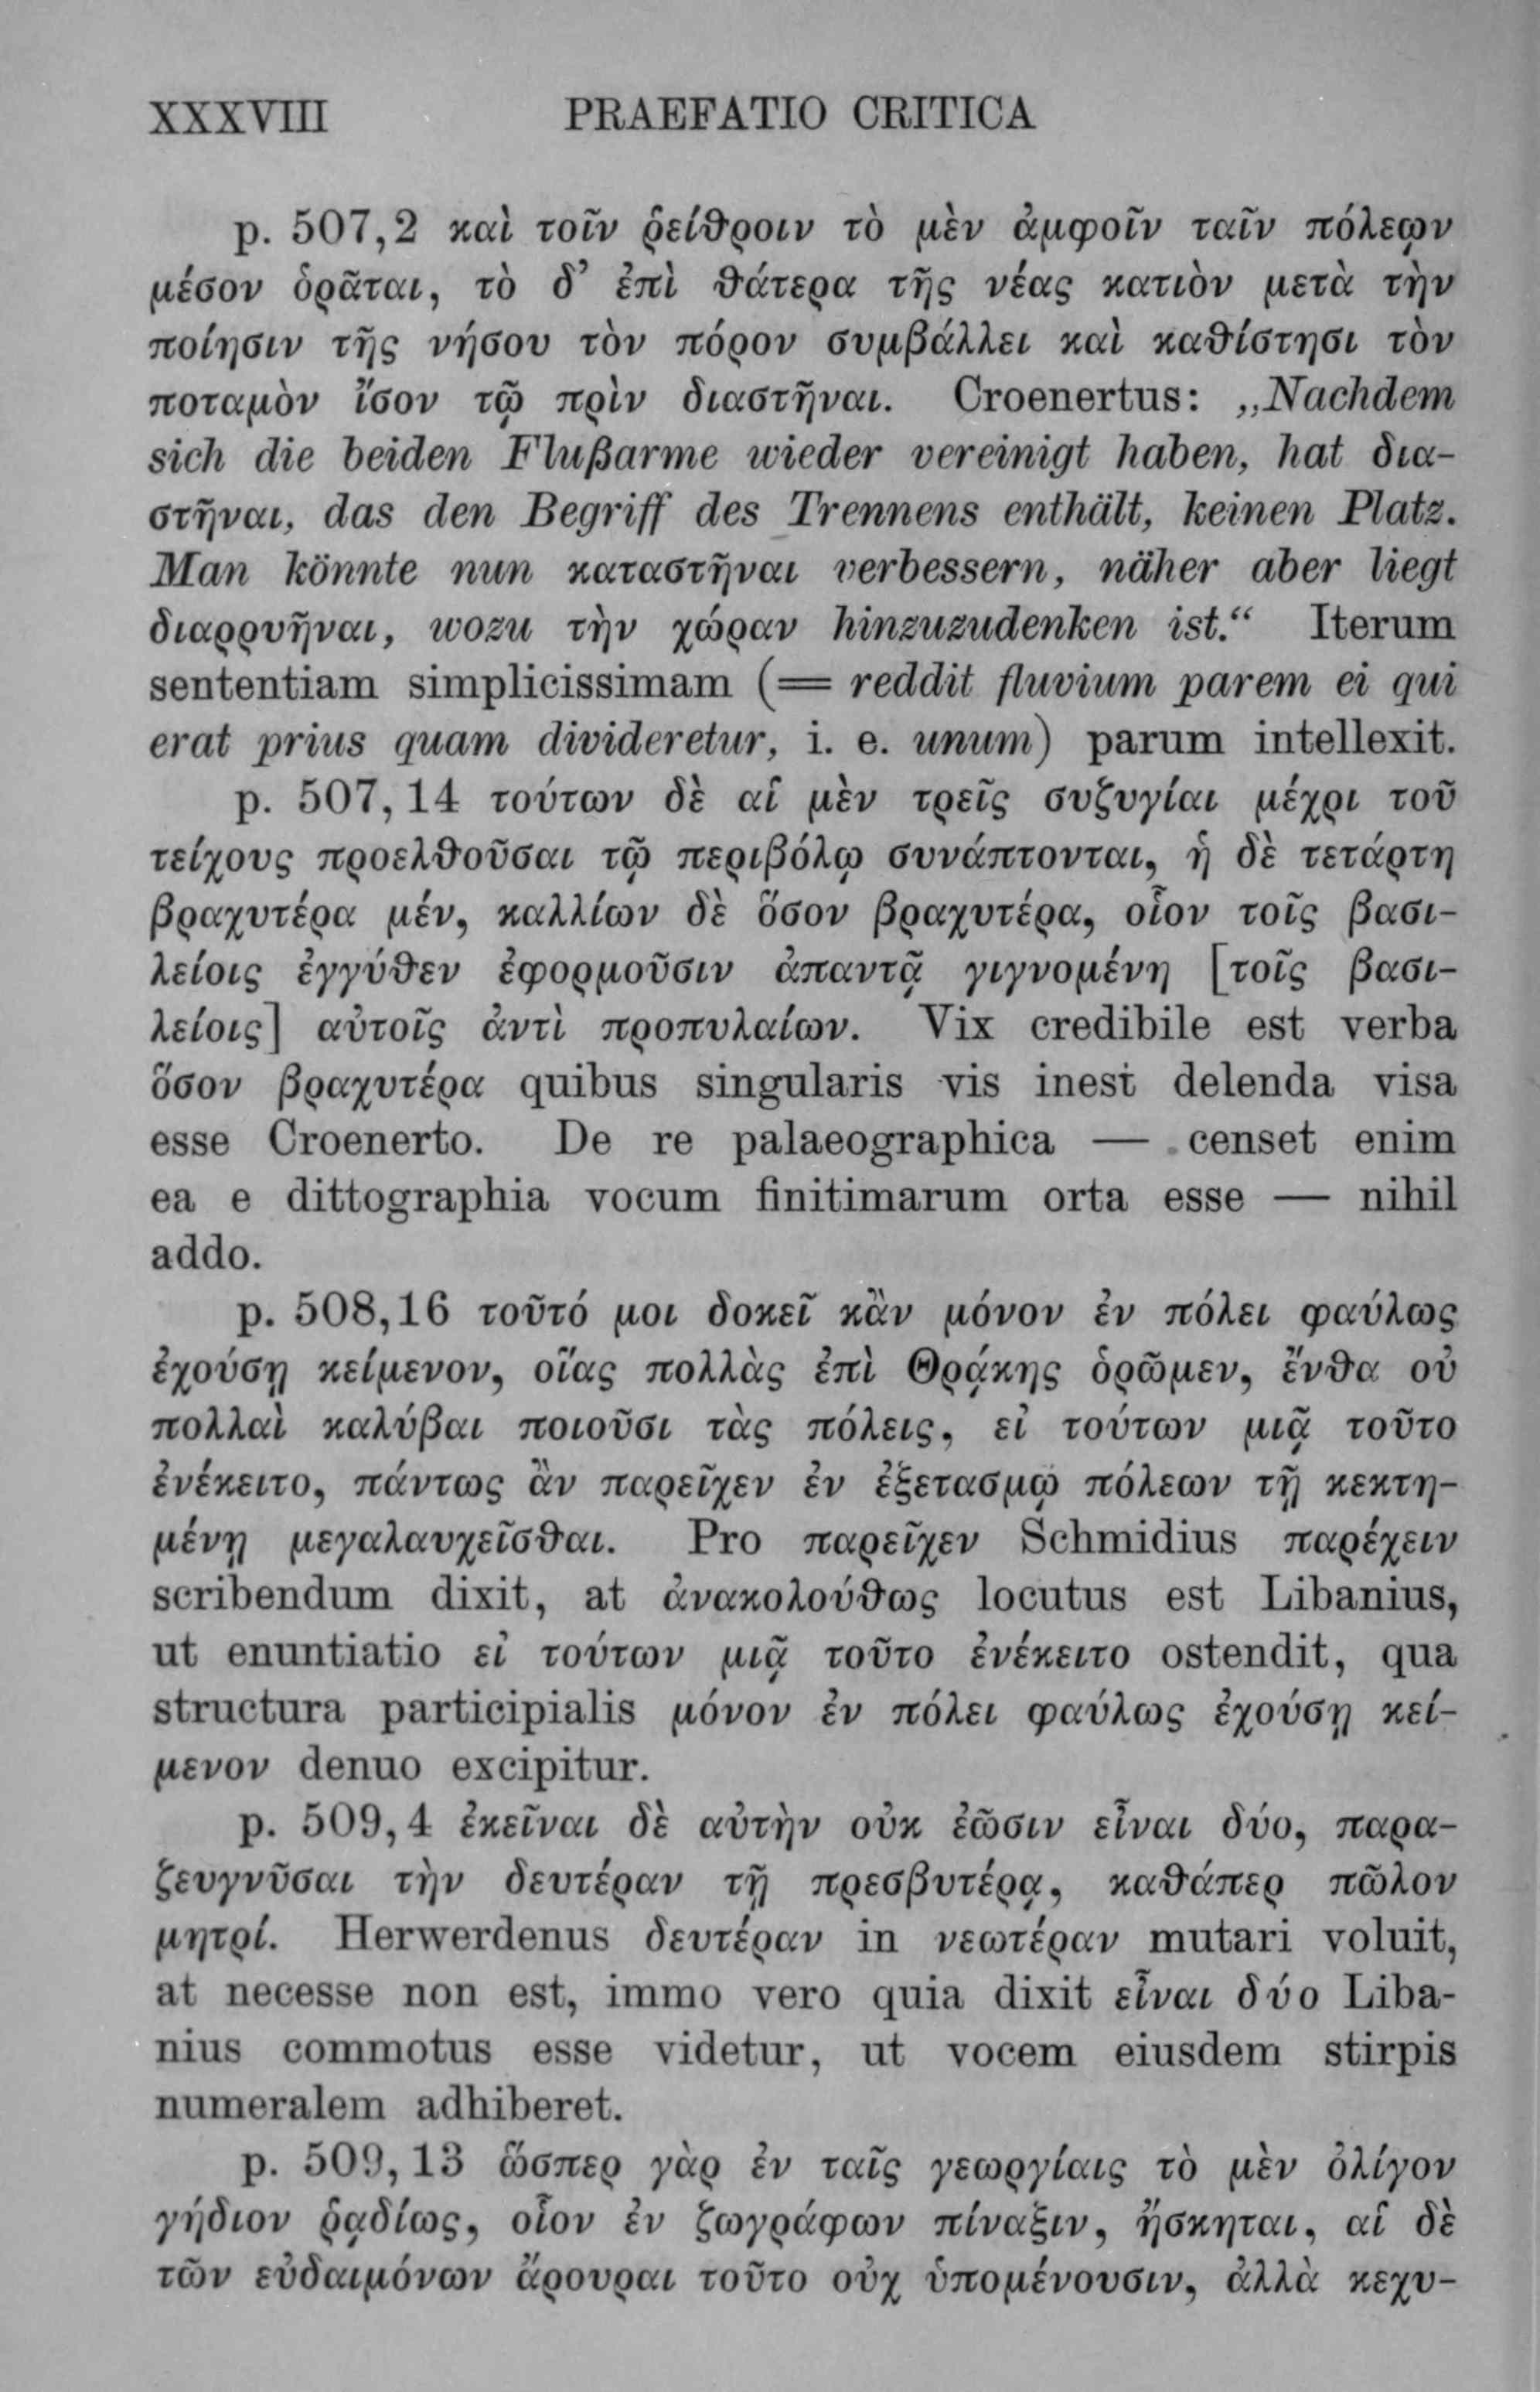 XXXVIII PRAEFATIO CRITICA
p. 507,2 καὶ τοῖν ῥείθροιν τὸ μὲν ἀμφοῖν ταῖν πόλεῳν
μέσον ὁρᾶται, τὸ δ’ ἐπὶ θάτερα τῆς νέας κατιὸν μετὰ τὴν
ποίησιν τῆς νήσου τὸν πόρον συμβάλλει καὶ καθίστησι τὸν
ποταμὸν ἴσον τῷ πρὶν διαστῆναι. Croenertus: „Nachdem
sich die beiden Flußarme wieder vereinigt haben, hat δια-
στῆναι, das den Begriff des Trennens enthält, keinen Platz.
Man könnte nun καταστῆναι verbessern, näher aber liegt
διαρρυῆναι, wozu τὴν χώραν hinzuzudenken ist.“ Iterum
sententiam simplicissimam (= reddit fluvium parem ei qui
erat prius quam divideretur, i. e. unum) parum intellexit.
p. 507, 14 τούτων δὲ αἱ μὲν τρεῖς συζυγίαι μέχρι τοῦ
τείχους προελθοῦσαι τῷ περιβόλῳ συνάπτονται, ἡ δὲ τετάρτη
βραχυτέρα μέν, καλλίων δὲ ὅσον βραχυτέρα, οἷον τοῖς βασι-
λείοις ἐγγύθεν ἐφορμοῦσιν ἀπαντᾷ γιγνομένη [τοῖς βασι-
λείοις] αὐτοῖς ἀντὶ προπυλαίων. Vix credibile est verba
ὅσον βραχυτέρα quibus singularis vis inest delenda visa
esse Croenerto. De re palaeographica — censet enim
ea e dittographia vocum finitimarum orta esse — nihil
addo.
p. 508,16 τοῦτό μοι δοκεῖ κἂν μόνον ἐν πόλει φαύλως
ἐχούσῃ κείμενον, οἵας πολλὰς ἐπὶ Θρᾴκης ὁρῶμεν, ἔνθα οὐ
πολλαὶ καλύβαι ποιοῦσι τὰς πόλεις, εἰ τούτων μιᾷ τοῦτο
ἐνέκειτο, πάντως ἂν παρεῖχεν ἐν ἐξετασμῷ πόλεων τῇ κεκτη-
μένῃ μεγαλαυχεῖσθαι. Pro παρεῖχεν Schmidius παρέχειν
scribendum dixit, at ἀνακολούθως locutus est Libanius,
ut enuntiatio εἰ τούτων μιᾷ τοῦτο ἐνέκειτο ostendit, qua
structura participialis μόνον ἐν πόλει φαύλως ἐχούσῃ κεί-
μενον denuo excipitur.
p. 509, 4 ἐκεῖναι δὲ αὐτὴν οὐκ ἐῶσιν εἶναι δύο, παρα-
ζευγνῦσαι τὴν δευτέραν τῇ πρεσβυτέρᾳ, καθάπερ πῶλον
μητρί. Herwerdenus δευτέραν in νεωτέραν mutari voluit,
at necesse non est, immo vero quia dixit εἶναι δύο Liba-
nius commotus esse videtur, ut vocem eiusdem stirpis
numeralem adhiberet.
p. 509, 13 ὥσπερ γὰρ ἐν ταῖς γεωργίαις τὸ μὲν ὀλίγον
γήδιον ῥᾳδίως, οἷον ἐν ζωγράφων πίναξιν, ἤσκηται, αἱ δὲ
τῶν εὐδαιμόνων ἄρουραι τοῦτο οὐχ ὑπομένουσιν, ἀλλὰ κεχυ-